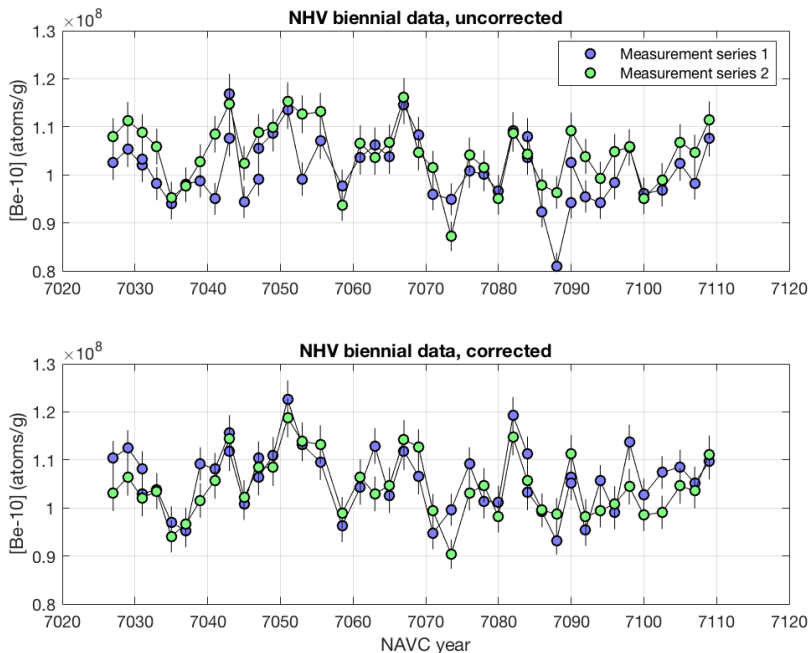 NHV biennial data, uncorrected
×10⁸
1.3
1.2
1.1
1
0.9
0.8
[Be-10] (atoms/g)
Measurement series 1
Measurement series 2
7020 7030 7040 7050 7060 7070 7080 7090 7100 7110 7120
NHV biennial data, corrected
×10⁸
1.3
1.2
1.1
1
0.9
0.8
[Be-10] (atoms/g)
7020 7030 7040 7050 7060 7070 7080 7090 7100 7110 7120
NAVC year